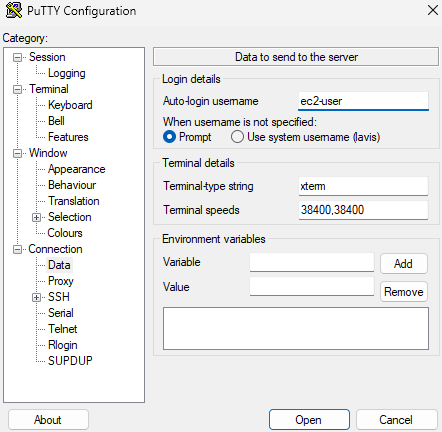 PuTTY Configuration
Category:
Session
Logging
Terminal
Keyboard
Bell
Features
Window
Appearance
Behaviour
Translation
Selection
Colours
Connection
Data
Proxy
SSH
Serial
Telnet
Rlogin
SUPDUP
Data to send to the server
Login details
Auto-login username ec2-user
When username is not specified:
Prompt Use system username (lavis)
Terminal details
Terminal-type string xterm
Terminal speeds 38400,38400
Environment variables
Variable Add
Value Remove
About Open Cancel